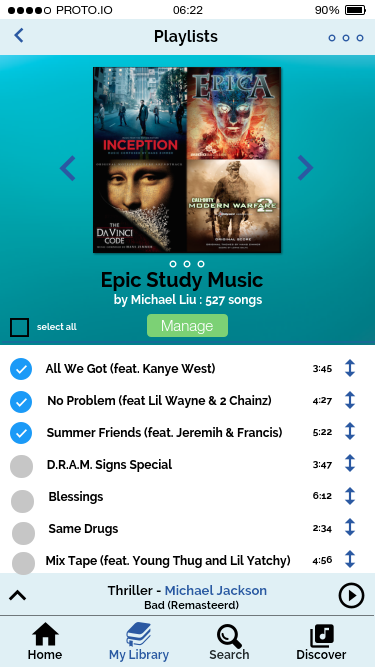 PROTO.IO 06:22 90%
Playlists
INCEPTION
EPICA
THE
DA VINCI
CODE
CALL OF DUTY
MODERN WARFARE 2
ORIGINAL SCORE
Epic Study Music
by Michael Liu : 527 songs
select all
Manage
All We Got (feat. Kanye West) 3:45
No Problem (feat Lil Wayne & 2 Chainz) 4:27
Summer Friends (feat. Jeremih & Francis) 5:22
D.R.A.M. Signs Special 3:47
Blessings 6:12
Same Drugs 2:34
Mix Tape (feat. Young Thug and Lil Yatchy) 4:56
Thriller - Michael Jackson
Bad (Remasteerd)
Home My Library Search Discover